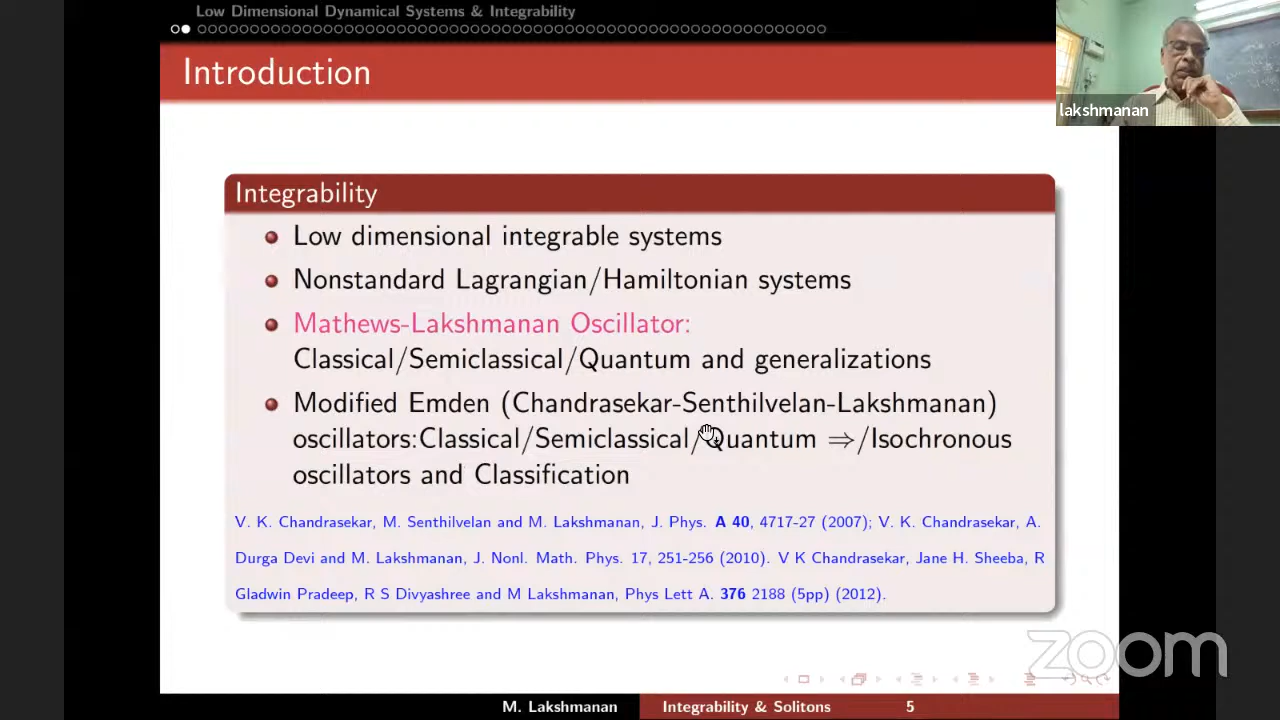 Low Dimensional Dynamical Systems & Integrability
Introduction
lakshmanan
Integrability
Low dimensional integrable systems
Nonstandard Lagrangian/Hamiltonian systems
Mathews-Lakshmanan Oscillator:
Classical/Semiclassical/Quantum and generalizations
Modified Emden (Chandrasekar-Senthilvelan-Lakshmanan)
oscillators:Classical/Semiclassical/Quantum ⇒/Isochronous
oscillators and Classification
V. K. Chandrasekar, M. Senthilvelan and M. Lakshmanan, J. Phys. A 40, 4717-27 (2007); V. K. Chandrasekar, A.
Durga Devi and M. Lakshmanan, J. Nonl. Math. Phys. 17, 251-256 (2010). V K Chandrasekar, Jane H. Sheeba, R
Gladwin Pradeep, R S Divyashree and M Lakshmanan, Phys Lett A. 376 2188 (5pp) (2012).
zoom
M. Lakshmanan
Integrability & Solitons
5